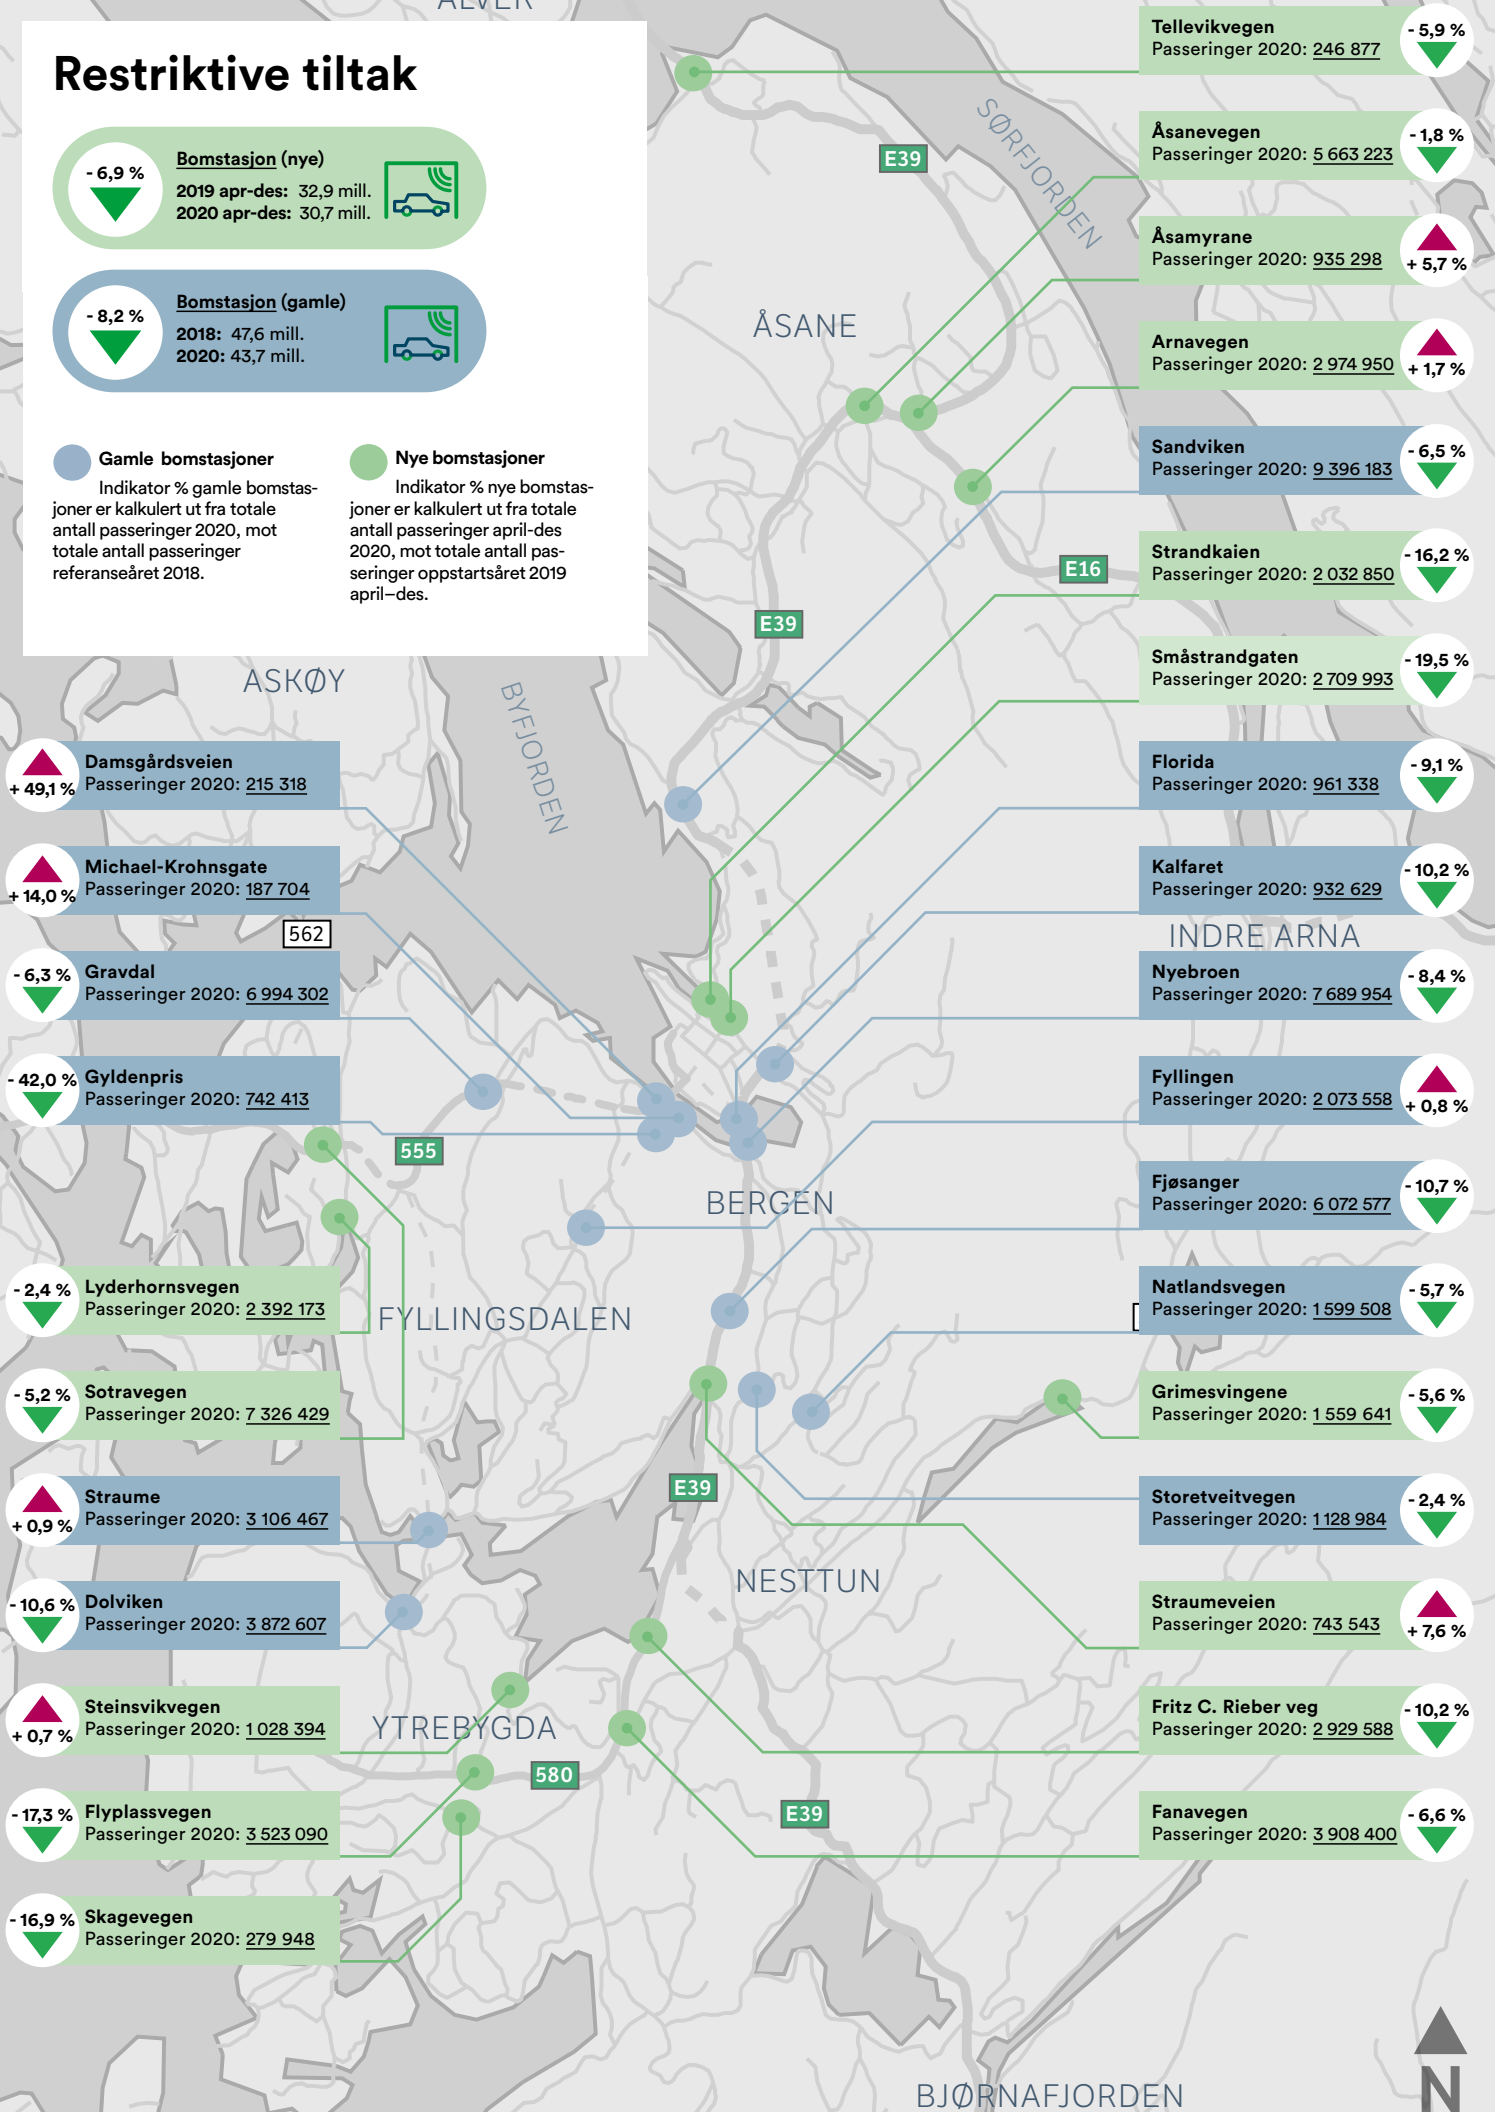 ALVER
Restriktive tiltak
- 6,9 %
Bomstasjon (nye)
2019 apr-des: 32,9 mill.
2020 apr-des: 30,7 mill.
- 8,2 %
Bomstasjon (gamle)
2018: 47,6 mill.
2020: 43,7 mill.
Gamle bomstasjoner
Indikator % gamle bomstas-
joner er kalkulert ut fra totale
antall passeringer 2020, mot
totale antall passeringer
referanseåret 2018.
Nye bomstasjoner
Indikator % nye bomstas-
joner er kalkulert ut fra totale
antall passeringer april-des
2020, mot totale antall pas-
seringer oppstartsåret 2019
april–des.
Tellevikvegen
Passeringer 2020: 246 877
- 5,9 %
Åsanevegen
Passeringer 2020: 5 663 223
- 1,8 %
Åsamyrane
Passeringer 2020: 935 298
+ 5,7 %
Arnavegen
Passeringer 2020: 2 974 950
+ 1,7 %
Sandviken
Passeringer 2020: 9 396 183
- 6,5 %
Strandkaien
Passeringer 2020: 2 032 850
- 16,2 %
Småstrandgaten
Passeringer 2020: 2 709 993
- 19,5 %
Florida
Passeringer 2020: 961 338
- 9,1 %
Kalfaret
Passeringer 2020: 932 629
- 10,2 %
Nyebroen
Passeringer 2020: 7 689 954
- 8,4 %
Fyllingen
Passeringer 2020: 2 073 558
+ 0,8 %
Fjøsanger
Passeringer 2020: 6 072 577
- 10,7 %
Natlandsvegen
Passeringer 2020: 1 599 508
- 5,7 %
Grimesvingene
Passeringer 2020: 1 559 641
- 5,6 %
Storetveitvegen
Passeringer 2020: 1 128 984
- 2,4 %
Straumeveien
Passeringer 2020: 743 543
+ 7,6 %
Fritz C. Rieber veg
Passeringer 2020: 2 929 588
- 10,2 %
Fanavegen
Passeringer 2020: 3 908 400
- 6,6 %
Damsgårdsveien
Passeringer 2020: 215 318
+ 49,1 %
Michael-Krohnsgate
Passeringer 2020: 187 704
+ 14,0 %
Gravdal
Passeringer 2020: 6 994 302
- 6,3 %
Gyldenpris
Passeringer 2020: 742 413
- 42,0 %
Lyderhornsvegen
Passeringer 2020: 2 392 173
- 2,4 %
Sotravegen
Passeringer 2020: 7 326 429
- 5,2 %
Straume
Passeringer 2020: 3 106 467
+ 0,9 %
Dolviken
Passeringer 2020: 3 872 607
- 10,6 %
Steinsvikvegen
Passeringer 2020: 1 028 394
+ 0,7 %
Flyplassvegen
Passeringer 2020: 3 523 090
- 17,3 %
Skagevegen
Passeringer 2020: 279 948
- 16,9 %
SØRFJORDEN
E39
ÅSANE
E16
E39
ASKØY
BYFJORDEN
562
INDRE ARNA
555
BERGEN
FYLLINGSDALEN
E39
NESTTUN
YTREBYGDA
580
E39
BJØRNAFJORDEN
N